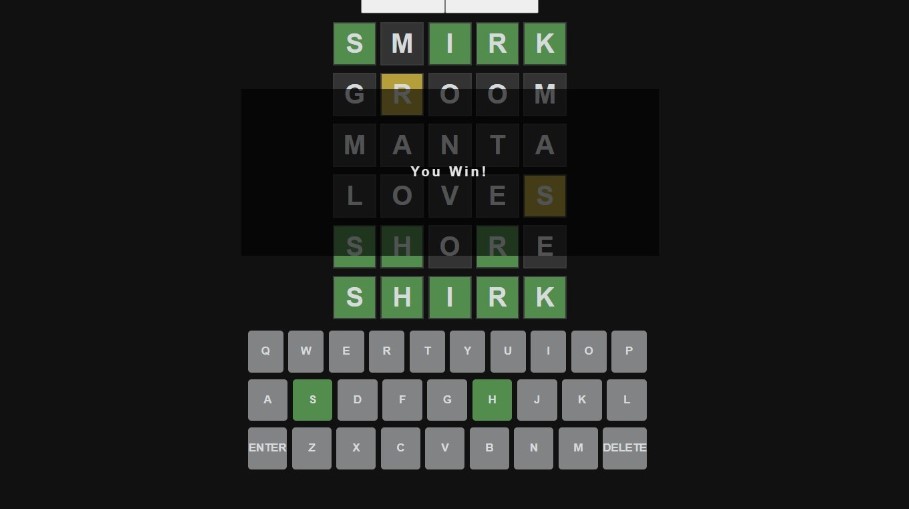 S M I R K
G R O O M
M A N T A
You Win!
L O V E S
S H O R E
S H I R K
Q W E R T Y U I O P
A S D F G H J K L
ENTER Z X C V B N M DELETE